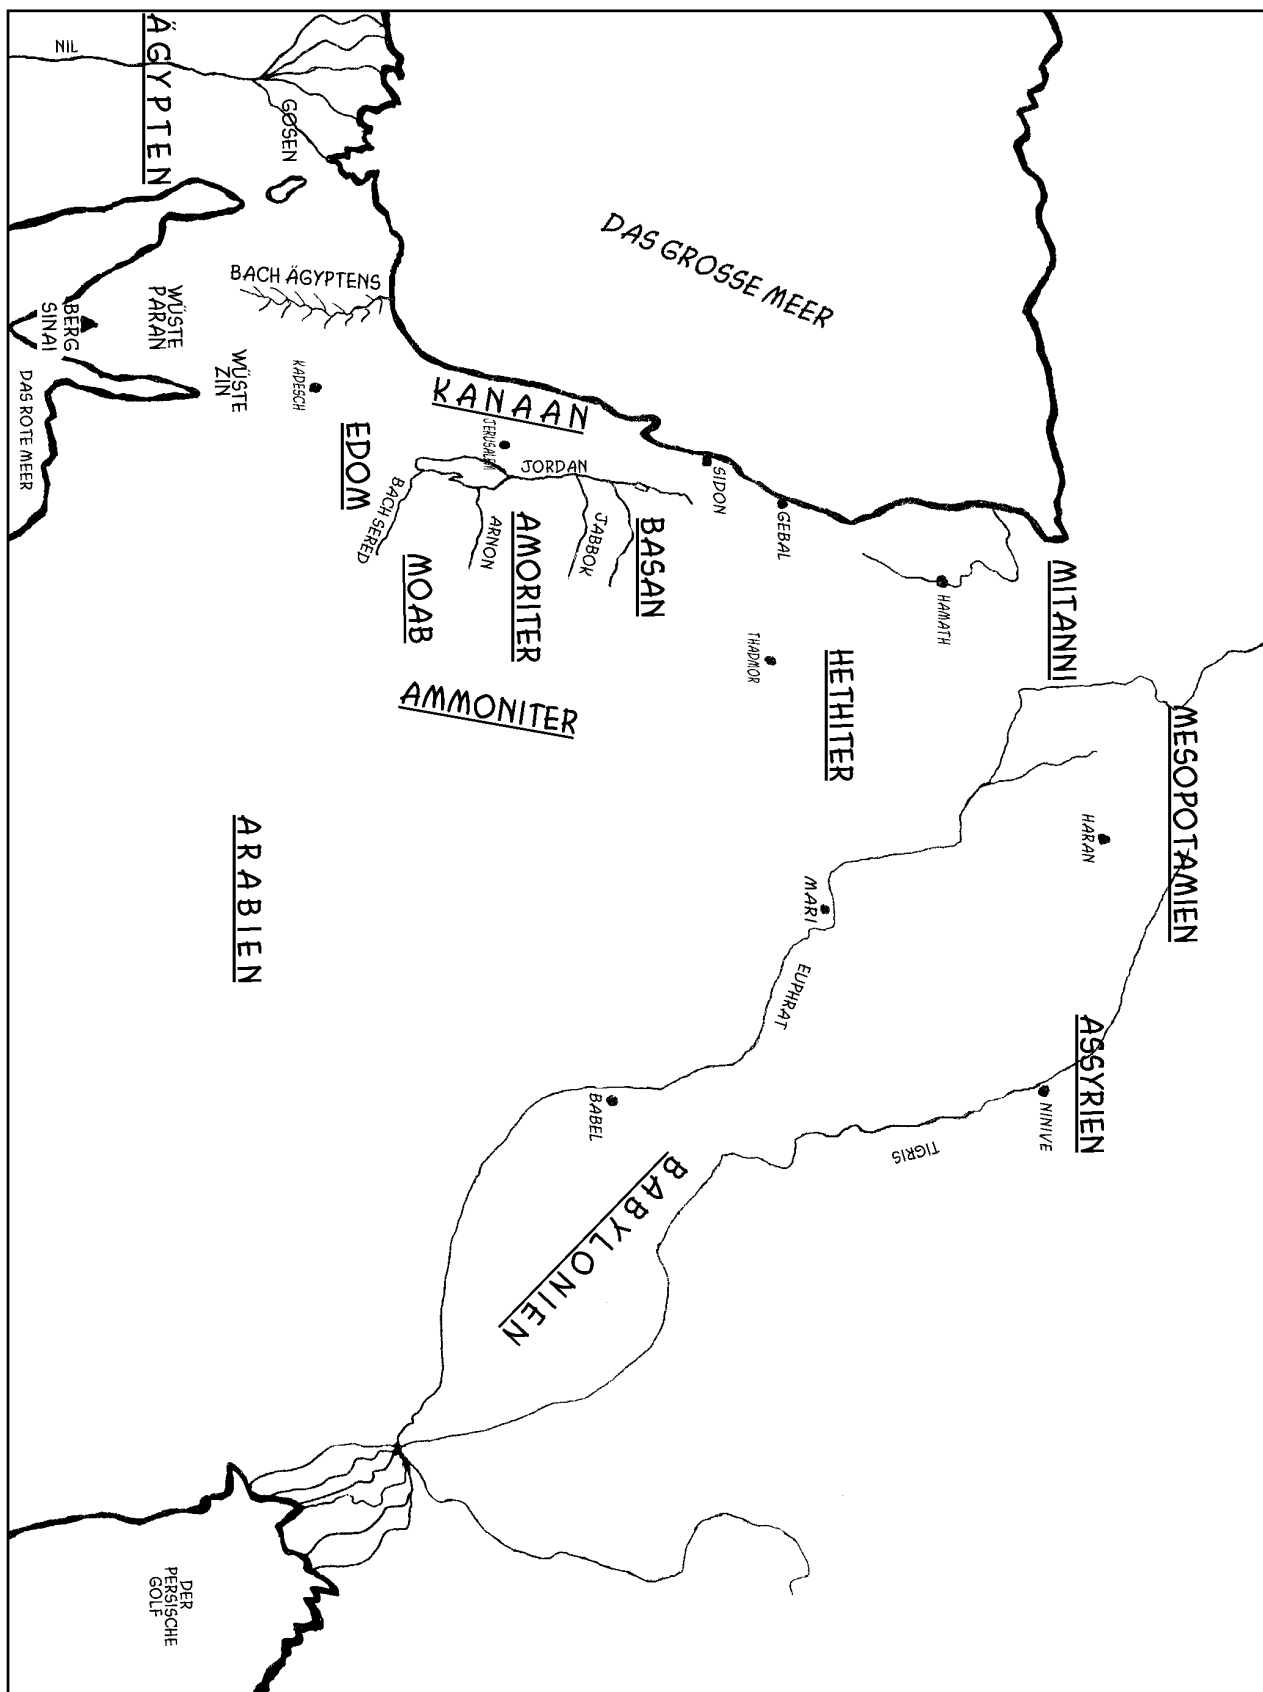 ÄGYPTEN
NIL
GOSEN
DAS GROSSE MEER
BACH ÄGYPTENS
WÜSTE
PARAN
BERG
SINAI
WÜSTE
ZIN
DAS ROTE MEER
KADESCH
KANAAN
JERUSALEM
EDOM
JORDAN
BACH SERED
ARNON
JABBOK
SIDON
GEBAL
BASAN
AMORITER
MOAB
AMMONITER
HAMATH
THADMOR
MITANNI
HETHITER
MESOPOTAMIEN
HARAN
ARABIEN
MARI
EUPHRAT
ASSYRIEN
NINIVE
TIGRIS
BABEL
BABYLONIEN
DER
PERSISCHE
GOLF